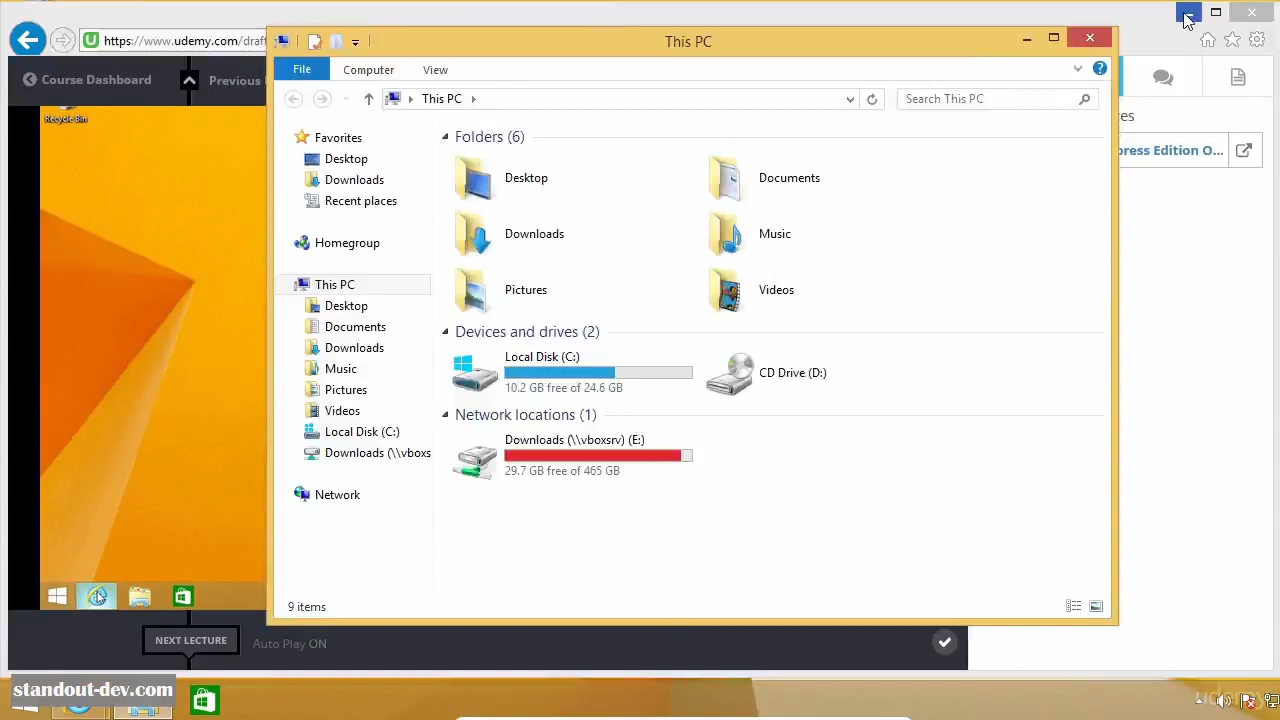 https://www.udemy.com/draft
This PC
File
Computer
View
Course Dashboard
Previous
This PC
Search This PC
es
Recycle Bin
Favorites
Desktop
Downloads
Recent places
Homegroup
This PC
Desktop
Documents
Downloads
Music
Pictures
Videos
Local Disk (C:)
Downloads (\\vboxs
Network
Folders (6)
Desktop
Documents
Downloads
Music
Pictures
Videos
Devices and drives (2)
Local Disk (C:)
10.2 GB free of 24.6 GB
CD Drive (D:)
Network locations (1)
Downloads (\\vboxsrv) (E:)
29.7 GB free of 465 GB
press Edition O...
9 items
NEXT LECTURE
Auto Play ON
standout-dev.com
udemy